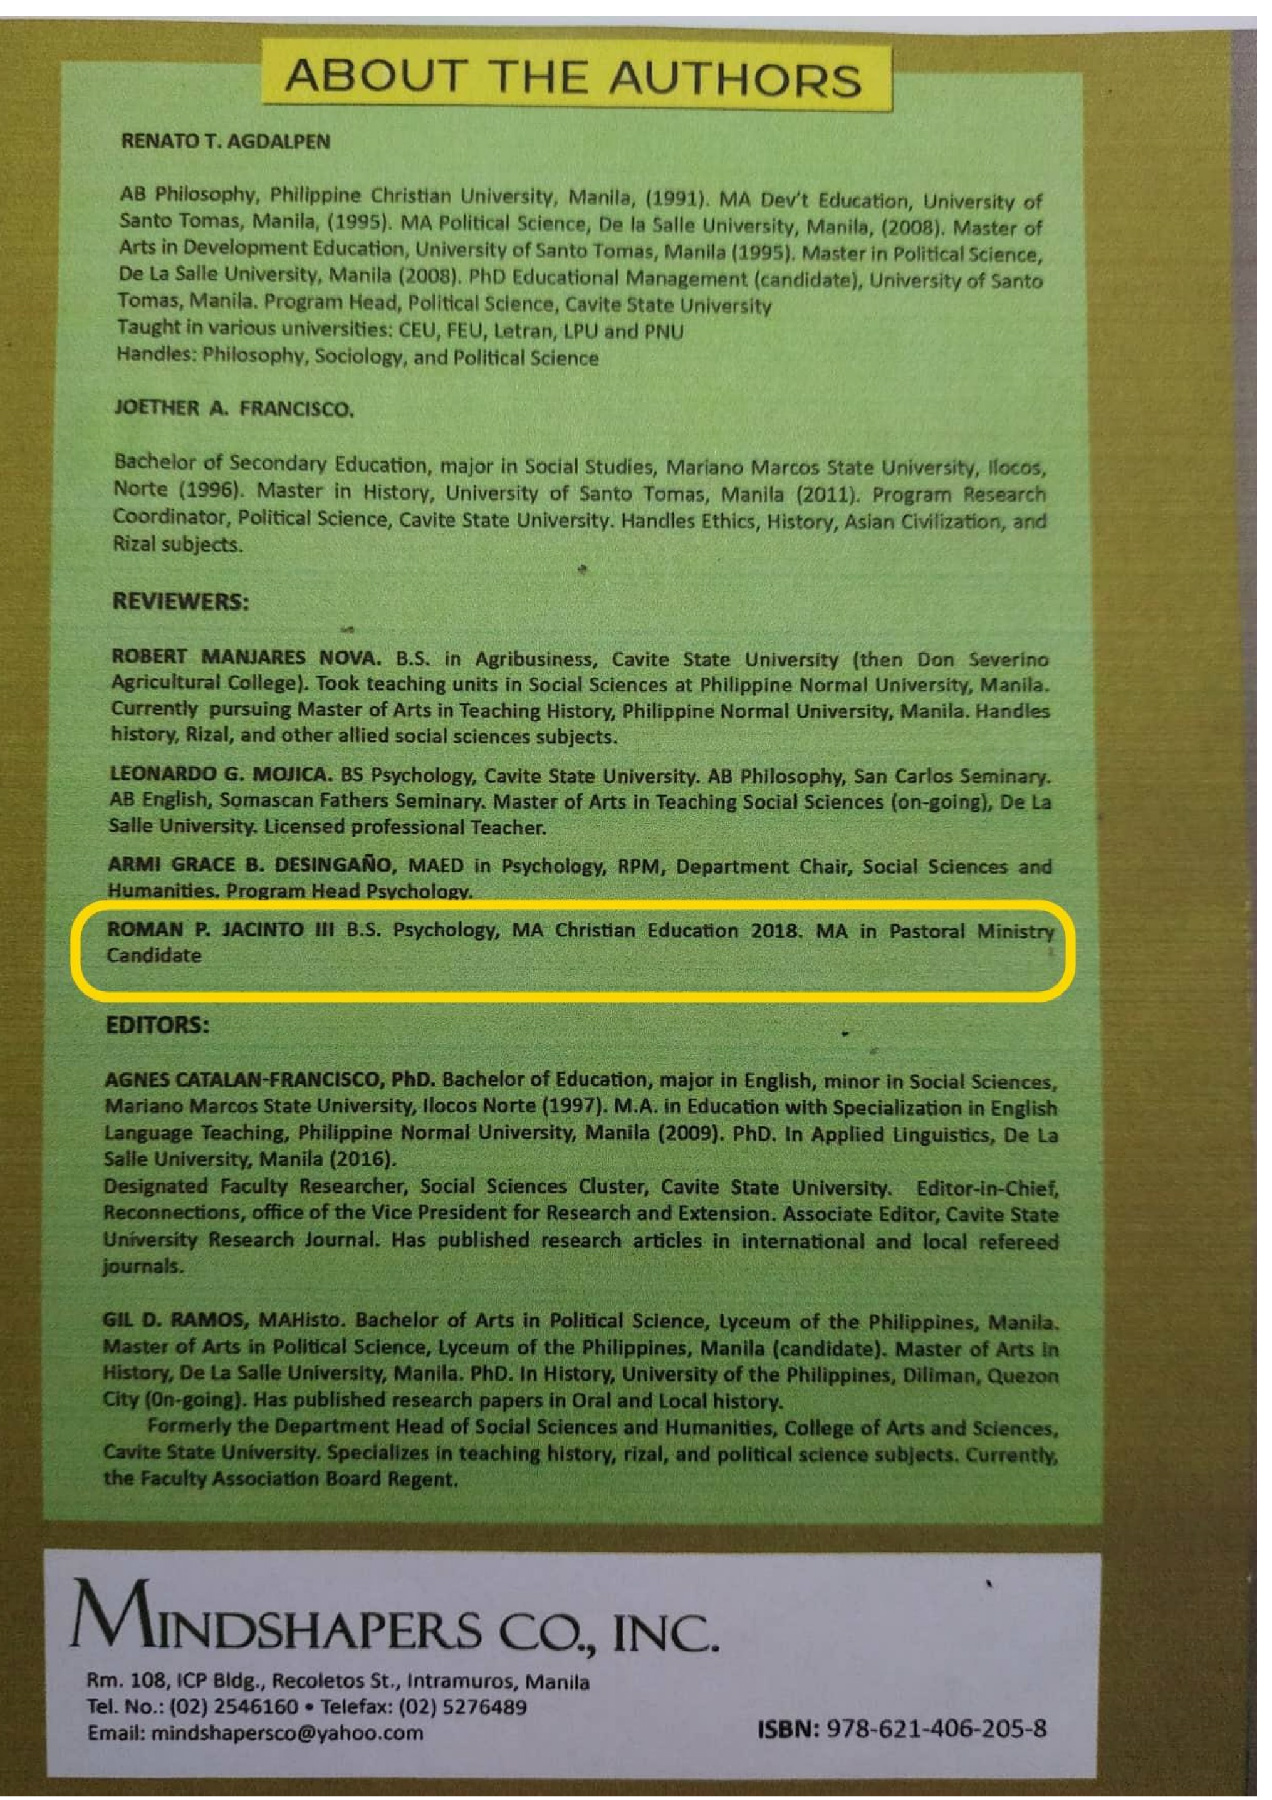 ABOUT THE AUTHORS
RENATO T. AGDALPEN
AB Philosophy, Philippine Christian University, Manila, (1991). MA Dev't Education, University of
Santo Tomas, Manila, (1995). MA Political Science, De la Salle University, Manila, (2008). Master of
Arts in Development Education, University of Santo Tomas, Manila (1995). Master in Political Science,
De La Salle University, Manila (2008). PhD Educational Management (candidate), University of Santo
Tomas, Manila. Program Head, Political Science, Cavite State University
Taught in various universities: CEU, FEU, Letran, LPU and PNU
Handles: Philosophy, Sociology, and Political Science
JOETHER A. FRANCISCO.
Bachelor of Secondary Education, major in Social Studies, Mariano Marcos State University, Ilocos,
Norte (1996). Master in History, University of Santo Tomas, Manila (2011). Program Research
Coordinator, Political Science, Cavite State University. Handles Ethics, History, Asian Civilization, and
Rizal subjects.
REVIEWERS:
ROBERT MANJARES NOVA. B.S. in Agribusiness, Cavite State University (then Don Severino
Agricultural College). Took teaching units in Social Sciences at Philippine Normal University, Manila.
Currently pursuing Master of Arts in Teaching History, Philippine Normal University, Manila. Handles
history, Rizal, and other allied social sciences subjects.
LEONARDO G. MOJICA. BS Psychology, Cavite State University. AB Philosophy, San Carlos Seminary.
AB English, Somascan Fathers Seminary. Master of Arts in Teaching Social Sciences (on-going), De La
Salle University. Licensed professional Teacher.
ARMI GRACE B. DESINGAÑO, MAED in Psychology, RPM, Department Chair, Social Sciences and
Humanities. Program Head Psychology.
ROMAN P. JACINTO III B.S. Psychology, MA Christian Education 2018. MA in Pastoral Ministry
Candidate
EDITORS:
AGNES CATALAN-FRANCISCO, PhD. Bachelor of Education, major in English, minor in Social Sciences,
Mariano Marcos State University, Ilocos Norte (1997). M.A. in Education with Specialization in English
Language Teaching, Philippine Normal University, Manila (2009). PhD. In Applied Linguistics, De La
Salle University, Manila (2016).
Designated Faculty Researcher, Social Sciences Cluster, Cavite State University. Editor-in-Chief,
Reconnections, office of the Vice President for Research and Extension. Associate Editor, Cavite State
University Research Journal. Has published research articles in international and local refereed
journals.
GIL D. RAMOS, MAHisto. Bachelor of Arts in Political Science, Lyceum of the Philippines, Manila.
Master of Arts in Political Science, Lyceum of the Philippines, Manila (candidate). Master of Arts in
History, De La Salle University, Manila. PhD. In History, University of the Philippines, Diliman, Quezon
City (On-going). Has published research papers in Oral and Local history.
Formerly the Department Head of Social Sciences and Humanities, College of Arts and Sciences,
Cavite State University. Specializes in teaching history, rizal, and political science subjects. Currently,
the Faculty Association Board Regent.
MINDSHAPERS CO., INC.
Rm. 108, ICP Bldg., Recoletos St., Intramuros, Manila
Tel. No.: (02) 2546160 • Telefax: (02) 5276489
Email: mindshapersco@yahoo.com
ISBN: 978-621-406-205-8